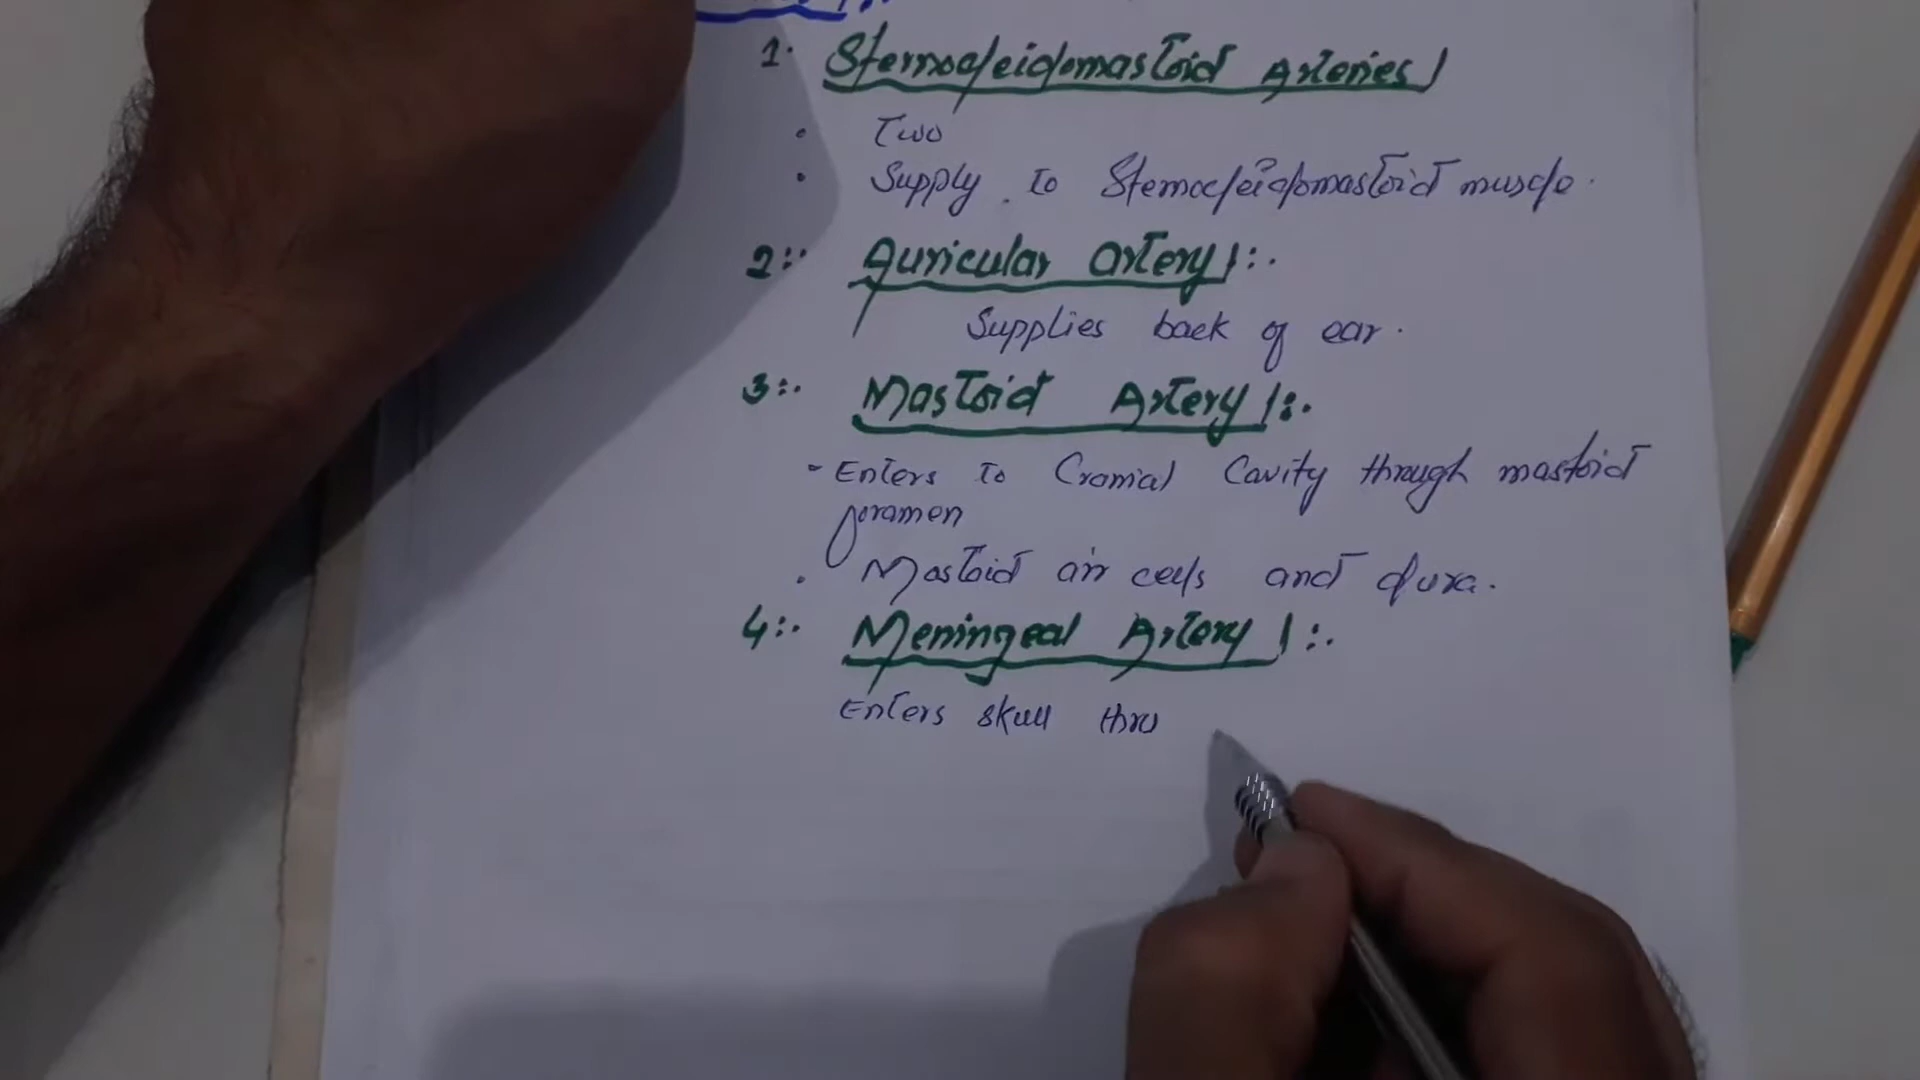 1. Sternocleidomastoid Arteries
• Two
• Supply to Sternocleidomastoid muscle.
2:· Auricular artery:·
Supplies back of ear.
3:· Mastoid Artery:·
- Enters to Cranial Cavity through mastoid
foramen
• Mastoid air cells and dura.
4:· Meningeal Artery:·
Enters skull thro